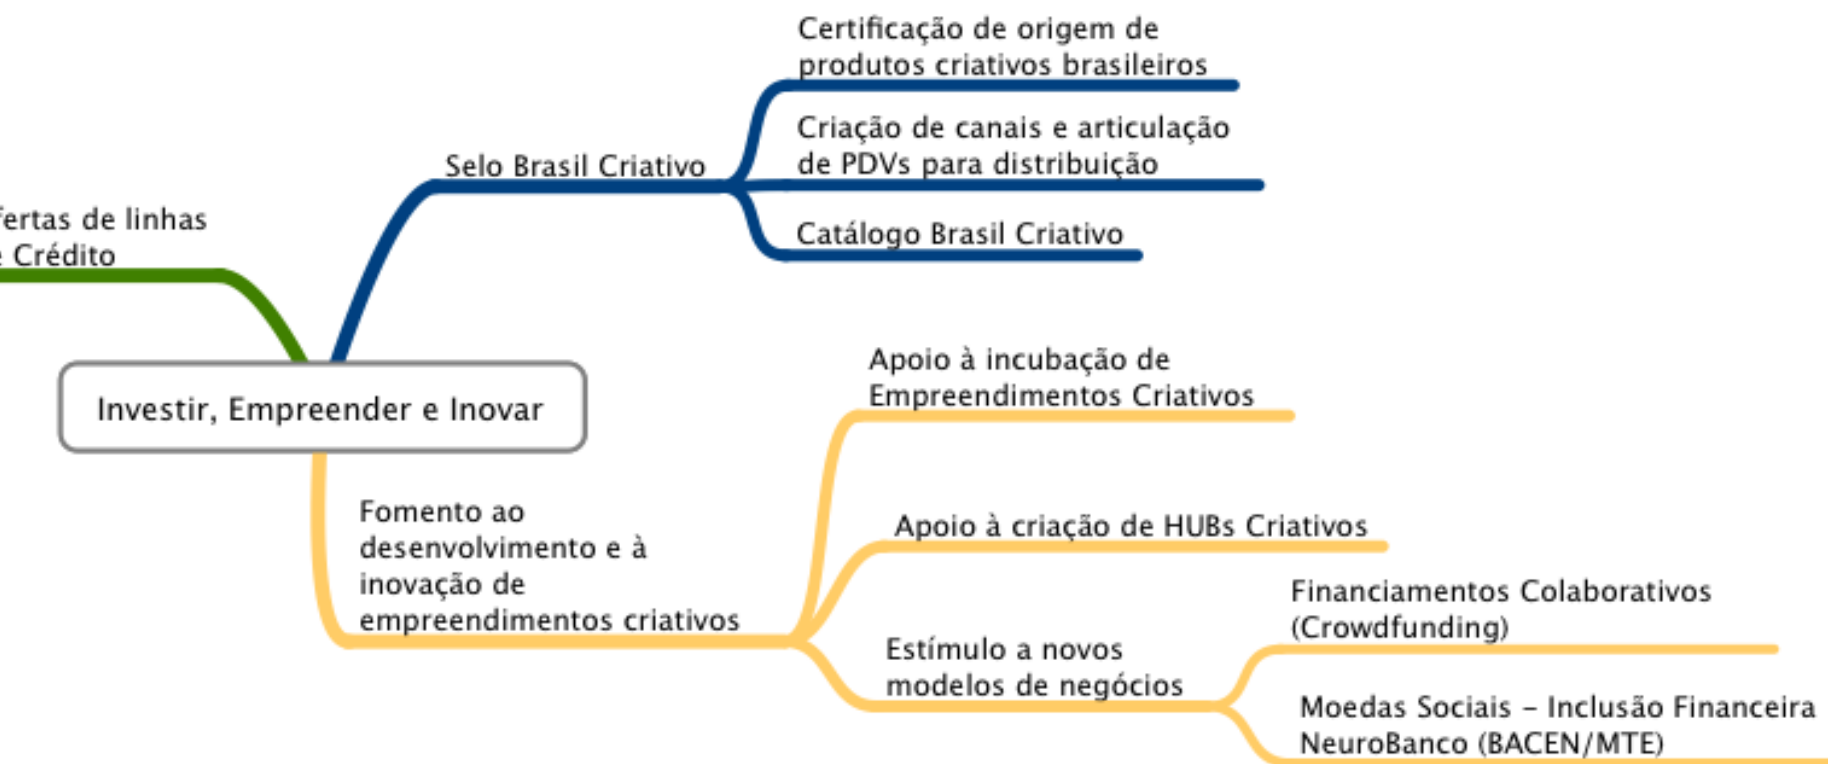 Certificação de origem de
produtos criativos brasileiros
Criação de canais e articulação
de PDVs para distribuição
Selo Brasil Criativo
Catálogo Brasil Criativo
de linhas
Crédito
Investir, Empreender e Inovar
Apoio à incubação de
Empreendimentos Criativos
Fomento ao
desenvolvimento e à
inovação de
empreendimentos criativos
Apoio à criação de HUBs Criativos
Financiamentos Colaborativos
(Crowdfunding)
Estímulo a novos
modelos de negócios
Moedas Sociais – Inclusão Financeira
NeuroBanco (BACEN/MTE)